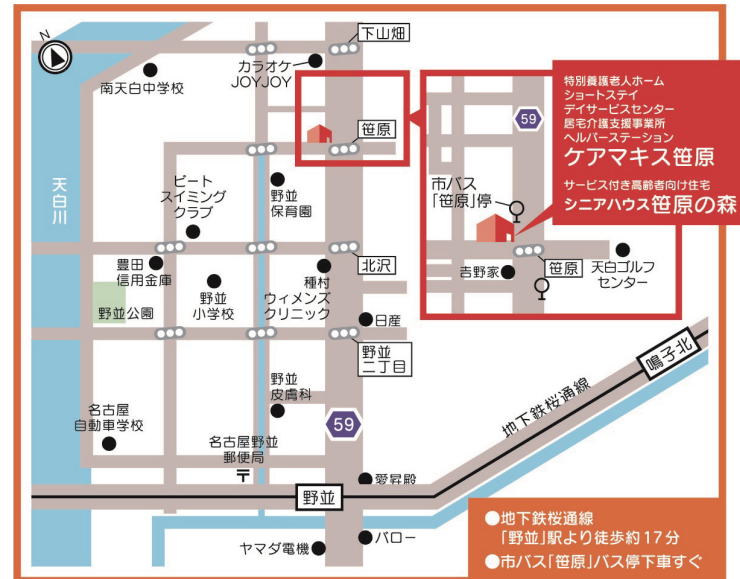 N
下山畑
カラオケ
JOYJOY
南天白中学校
笹原
天白川
ビート
スイミング
クラブ
野並
保育園
北沢
豊田
信用金庫
野並
小学校
種村
ウィメンズ
クリニック
野並公園
日産
野並
二丁目
野並
皮膚科
59
名古屋
自動車学校
名古屋野並
郵便局
〒
愛昇殿
野並
地下鉄桜通線
鳴子北
ヤマダ電機
バロー
59
市バス
「笹原」停
笹原
吉野家
天白ゴルフ
センター
特別養護老人ホーム
ショートステイ
デイサービスセンター
居宅介護支援事業所
ヘルパーステーション
ケアマキス笹原
サービス付き高齢者向け住宅
シニアハウス笹原の森
●地下鉄桜通線
「野並」駅より徒歩約17分
●市バス「笹原」バス停下車すぐ